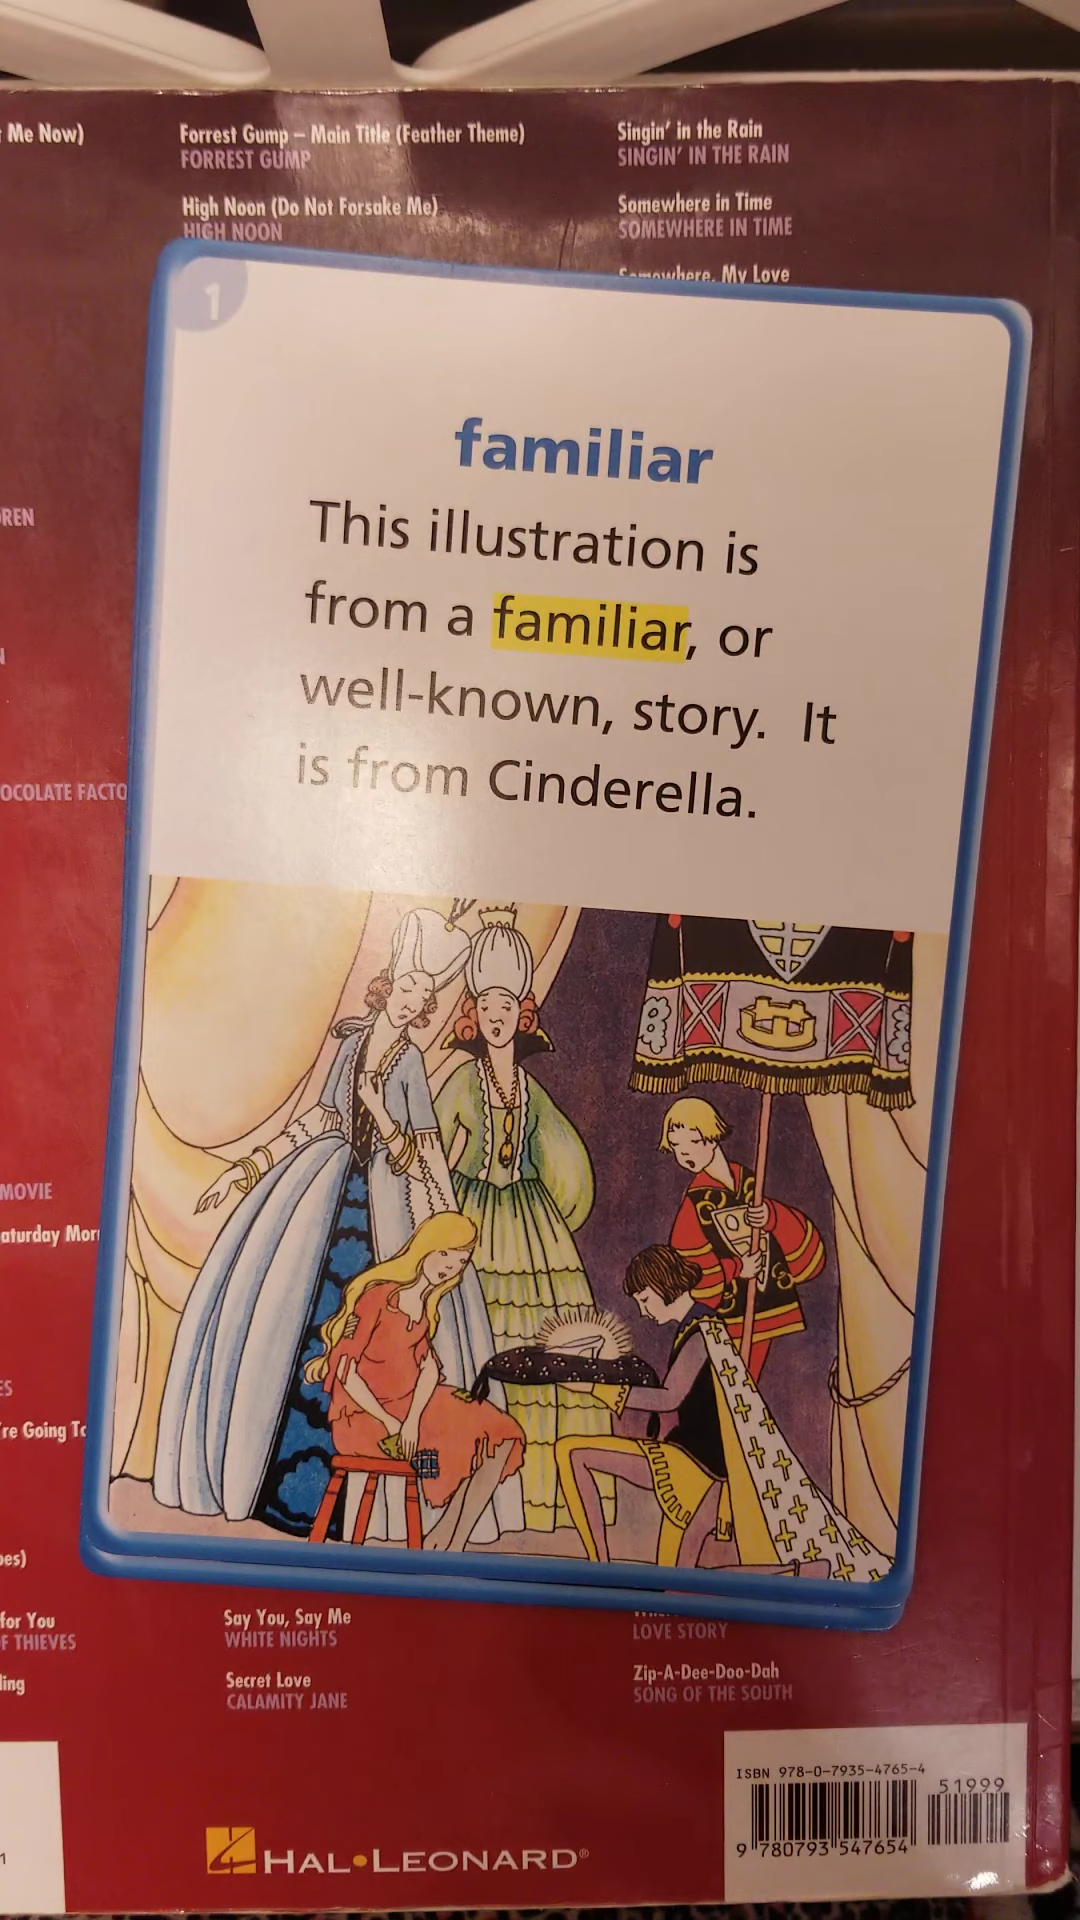 Me Now)
Forrest Gump – Main Title (Feather Theme)
FORREST GUMP
High Noon (Do Not Forsake Me)
HIGH NOON
Singin' in the Rain
SINGIN' IN THE RAIN
Somewhere in Time
SOMEWHERE IN TIME
Somewhere, My Love
1
familiar
This illustration is
from a familiar, or
well-known, story. It
is from Cinderella.
REN
OCOLATE FACTO
MOVIE
aturday Mor
ES
're Going To
oes)
for You
F THIEVES
ling
Say You, Say Me
WHITE NIGHTS
Secret Love
CALAMITY JANE
LOVE STORY
Zip-A-Dee-Doo-Dah
SONG OF THE SOUTH
ISBN 978-0-7935-4765-4
51999
9 780793 547654
HAL•LEONARD®